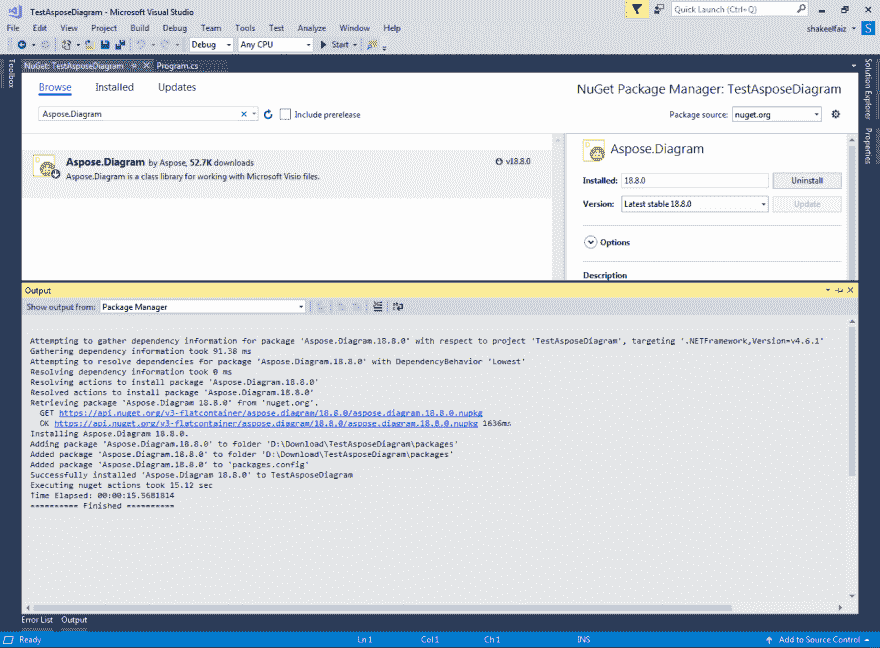 TestAsposeDiagram - Microsoft Visual Studio
Quick Launch (Ctrl+Q)
File Edit View Project Build Debug Team Tools Test Analyze Window Help
shakeelfaiz
S
Debug Any CPU Start
Toolbox
NuGet: TestAsposeDiagram Program.cs
Solution Explorer
Properties
Browse Installed Updates
NuGet Package Manager: TestAsposeDiagram
Aspose.Diagram
Include prerelease
Package source: nuget.org
Aspose.Diagram by Aspose, 52.7K downloads
v18.8.0
Aspose.Diagram is a class library for working with Microsoft Visio files.
Aspose.Diagram
Installed: 18.8.0 Uninstall
Version: Latest stable 18.8.0 Update
Options
Description
Output
Show output from: Package Manager
Attempting to gather dependency information for package 'Aspose.Diagram.18.8.0' with respect to project 'TestAsposeDiagram', targeting '.NETFramework,Version=v4.6.1'
Gathering dependency information took 91.38 ms
Attempting to resolve dependencies for package 'Aspose.Diagram.18.8.0' with DependencyBehavior 'Lowest'
Resolving dependency information took 0 ms
Resolving actions to install package 'Aspose.Diagram.18.8.0'
Resolved actions to install package 'Aspose.Diagram.18.8.0'
Retrieving package 'Aspose.Diagram 18.8.0' from 'nuget.org'.
GET https://api.nuget.org/v3-flatcontainer/aspose.diagram/18.8.0/aspose.diagram.18.8.0.nupkg
OK https://api.nuget.org/v3-flatcontainer/aspose.diagram/18.8.0/aspose.diagram.18.8.0.nupkg 1636ms
Installing Aspose.Diagram 18.8.0.
Adding package 'Aspose.Diagram.18.8.0' to folder 'D:\Download\TestAsposeDiagram\packages'
Added package 'Aspose.Diagram.18.8.0' to folder 'D:\Download\TestAsposeDiagram\packages'
Added package 'Aspose.Diagram.18.8.0' to 'packages.config'
Successfully installed 'Aspose.Diagram 18.8.0' to TestAsposeDiagram
Executing nuget actions took 15.12 sec
Time Elapsed: 00:00:15.3681814
========== Finished ==========
Error List Output
Ready Ln 1 Col 1 Ch 1 INS Add to Source Control